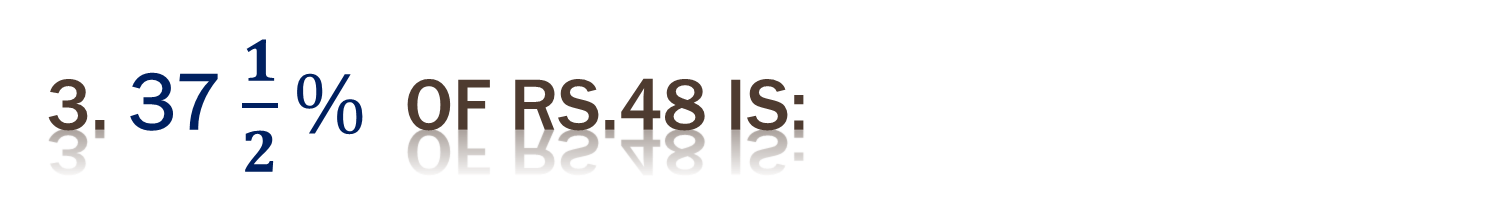 3. 37 1/2 % OF RS.48 IS: